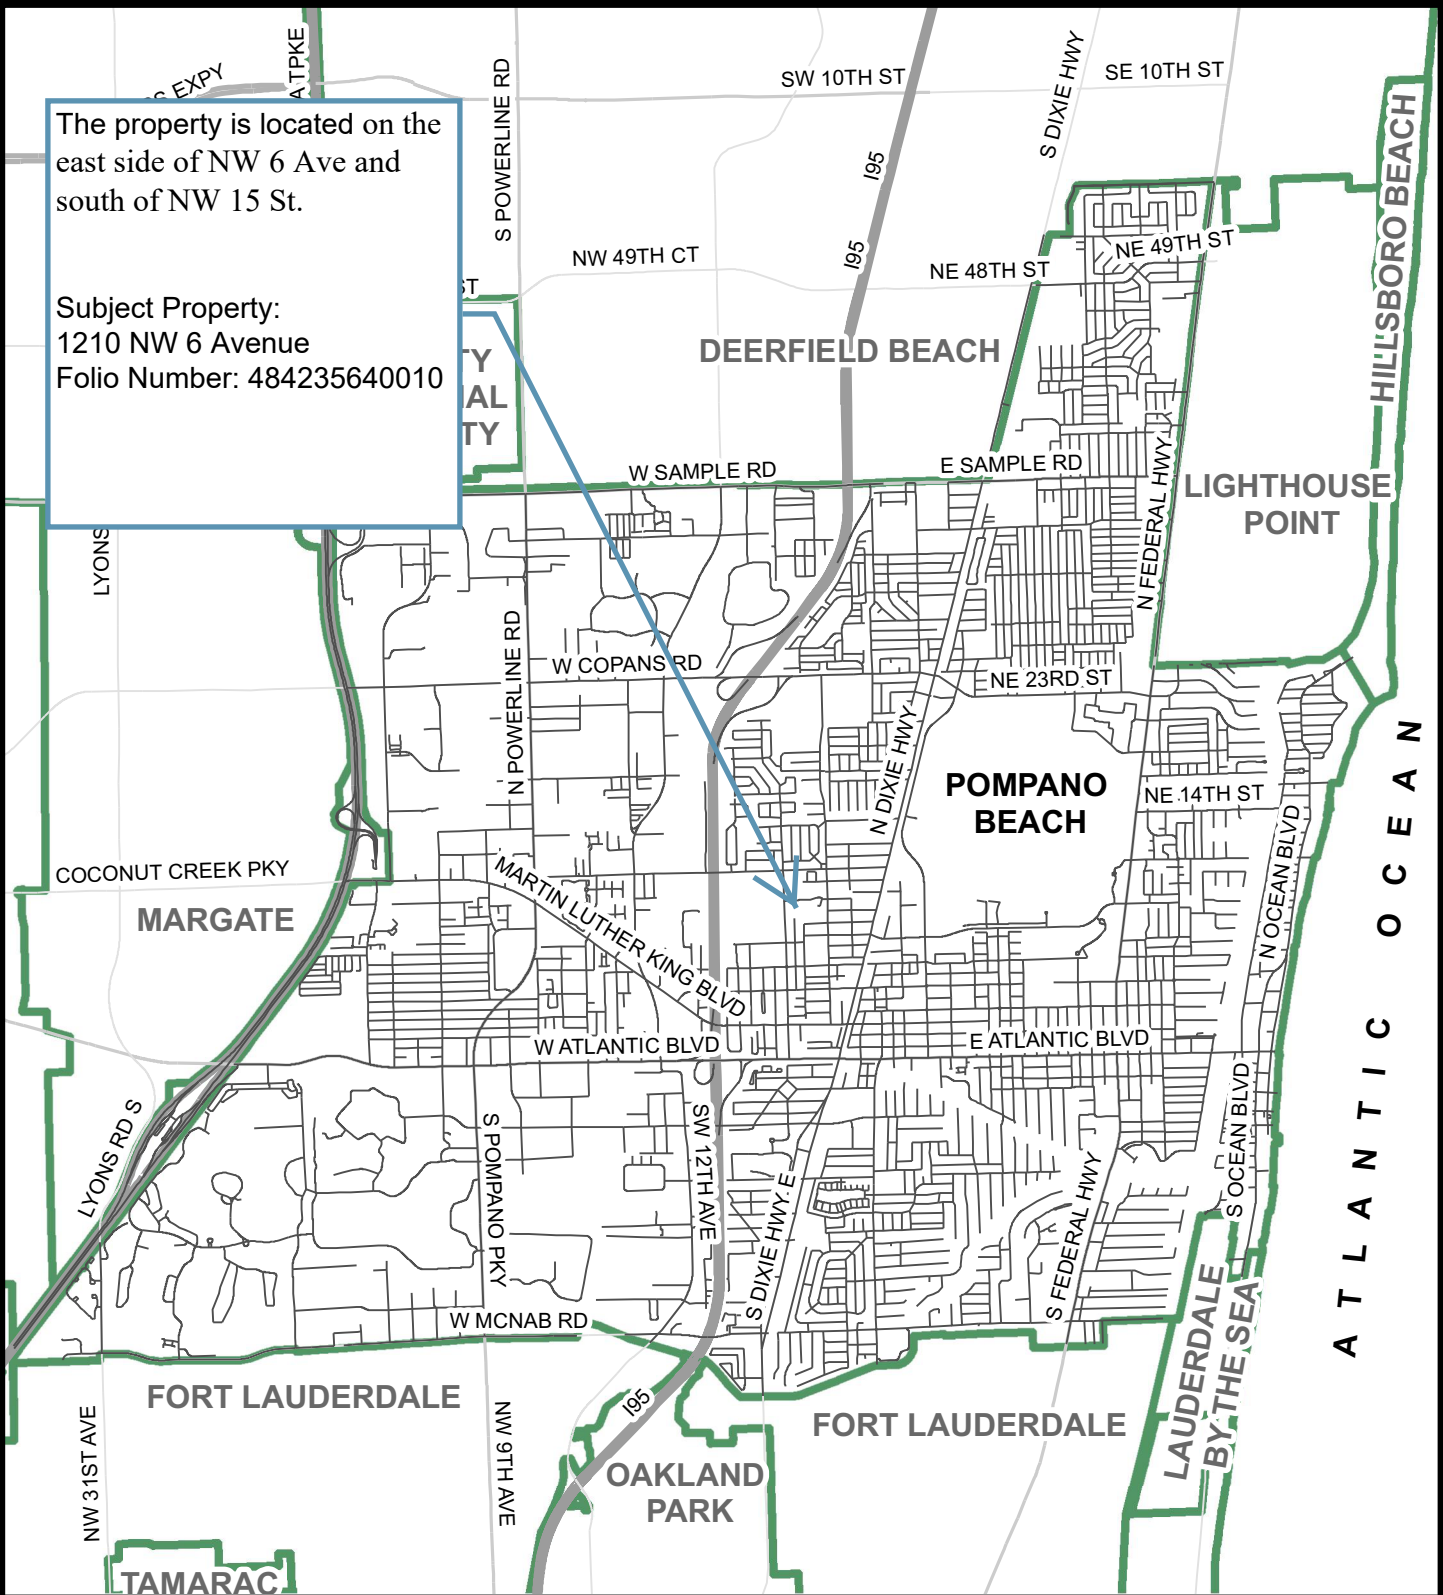 S EXPY
A TPKE
S POWERLINE RD
SW 10TH ST
S DIXIE HWY
SE 10TH ST
HILLSBORO BEACH
The property is located on the
east side of NW 6 Ave and
south of NW 15 St.
Subject Property:
1210 NW 6 Avenue
Folio Number: 484235640010
I95
I95
NW 49TH CT
NE 48TH ST
NE 49TH ST
ST
TY
IAL
TY
DEERFIELD BEACH
W SAMPLE RD
E SAMPLE RD
N FEDERAL HWY
LIGHTHOUSE
POINT
LYONS
N POWERLINE RD
W COPANS RD
NE 23RD ST
N DIXIE HWY
POMPANO
BEACH
NE 14TH ST
N OCEAN BLVD
ATLANTIC OCEAN
COCONUT CREEK PKY
MARGATE
MARTIN LUTHER KING BLVD
W ATLANTIC BLVD
E ATLANTIC BLVD
LYONS RD S
S POMPANO PKY
SW 12TH AVE
S DIXIE HWY E
S FEDERAL HWY
S OCEAN BLVD
W MCNAB RD
LAUDERDALE
BY THE SEA
FORT LAUDERDALE
FORT LAUDERDALE
I95
NW 31ST AVE
NW 9TH AVE
OAKLAND
PARK
TAMARAC